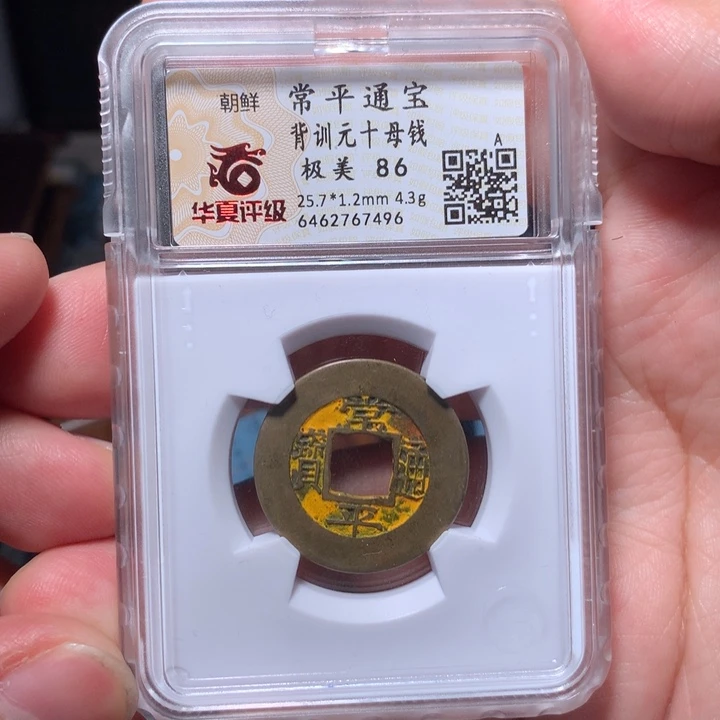 朝鲜
常平通宝
背训元十母钱
极美 86
华夏评级
25.7*1.2mm 4.3g
6462767496
A
常平通寶